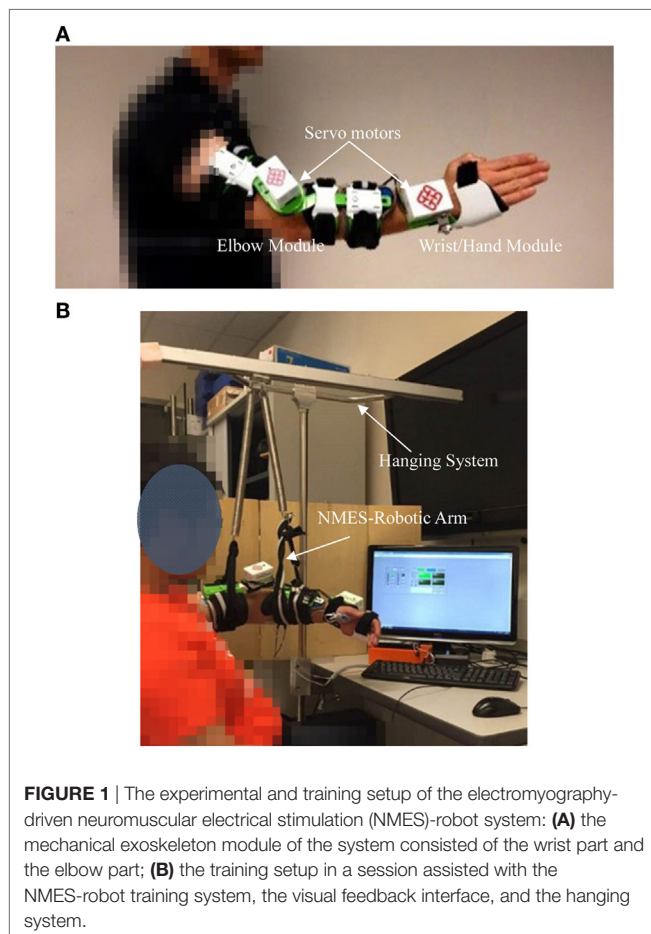 A
Servo motors
Elbow Module
Wrist/Hand Module
B
Hanging System
NMES-Robotic Arm
FIGURE 1 | The experimental and training setup of the electromyography-
driven neuromuscular electrical stimulation (NMES)-robot system: (A) the
mechanical exoskeleton module of the system consisted of the wrist part and
the elbow part; (B) the training setup in a session assisted with the
NMES-robot training system, the visual feedback interface, and the hanging
system.